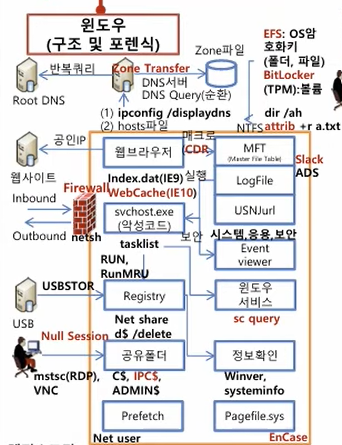 윈도우
(구조 및 포렌식)
EFS: OS암
호화키
(폴더, 파일)
BitLocker
(TPM):볼륨
Zone파일
반복쿼리
Zone Transfer
DNS서버
DNS Query(순환)
Root DNS
(1) ipconfig /displaydns
(2) hosts파일
dir /ah
attrib +r a.txt
NTFS
매크로
(CDR)
공인IP
웹브라우저
MFT
(Master File Table)
Slack
ADS
웹사이트
Index.dat(IE9)
WebCache(IE10)
실행
LogFile
Firewall
Inbound
Outbound
netsh
svchost.exe
(악성코드)
USNJurl
보안
시스템,응용,보안
tasklist
Event
viewer
RUN,
RunMRU
USBSTOR
Registry
윈도우
서비스
USB
Net share
d$ /delete
sc query
Null Session
공유폴더
정보확인
mstsc(RDP),
VNC
C$, IPC$,
ADMIN$
Winver,
systeminfo
Prefetch
Pagefile.sys
Net user
EnCase